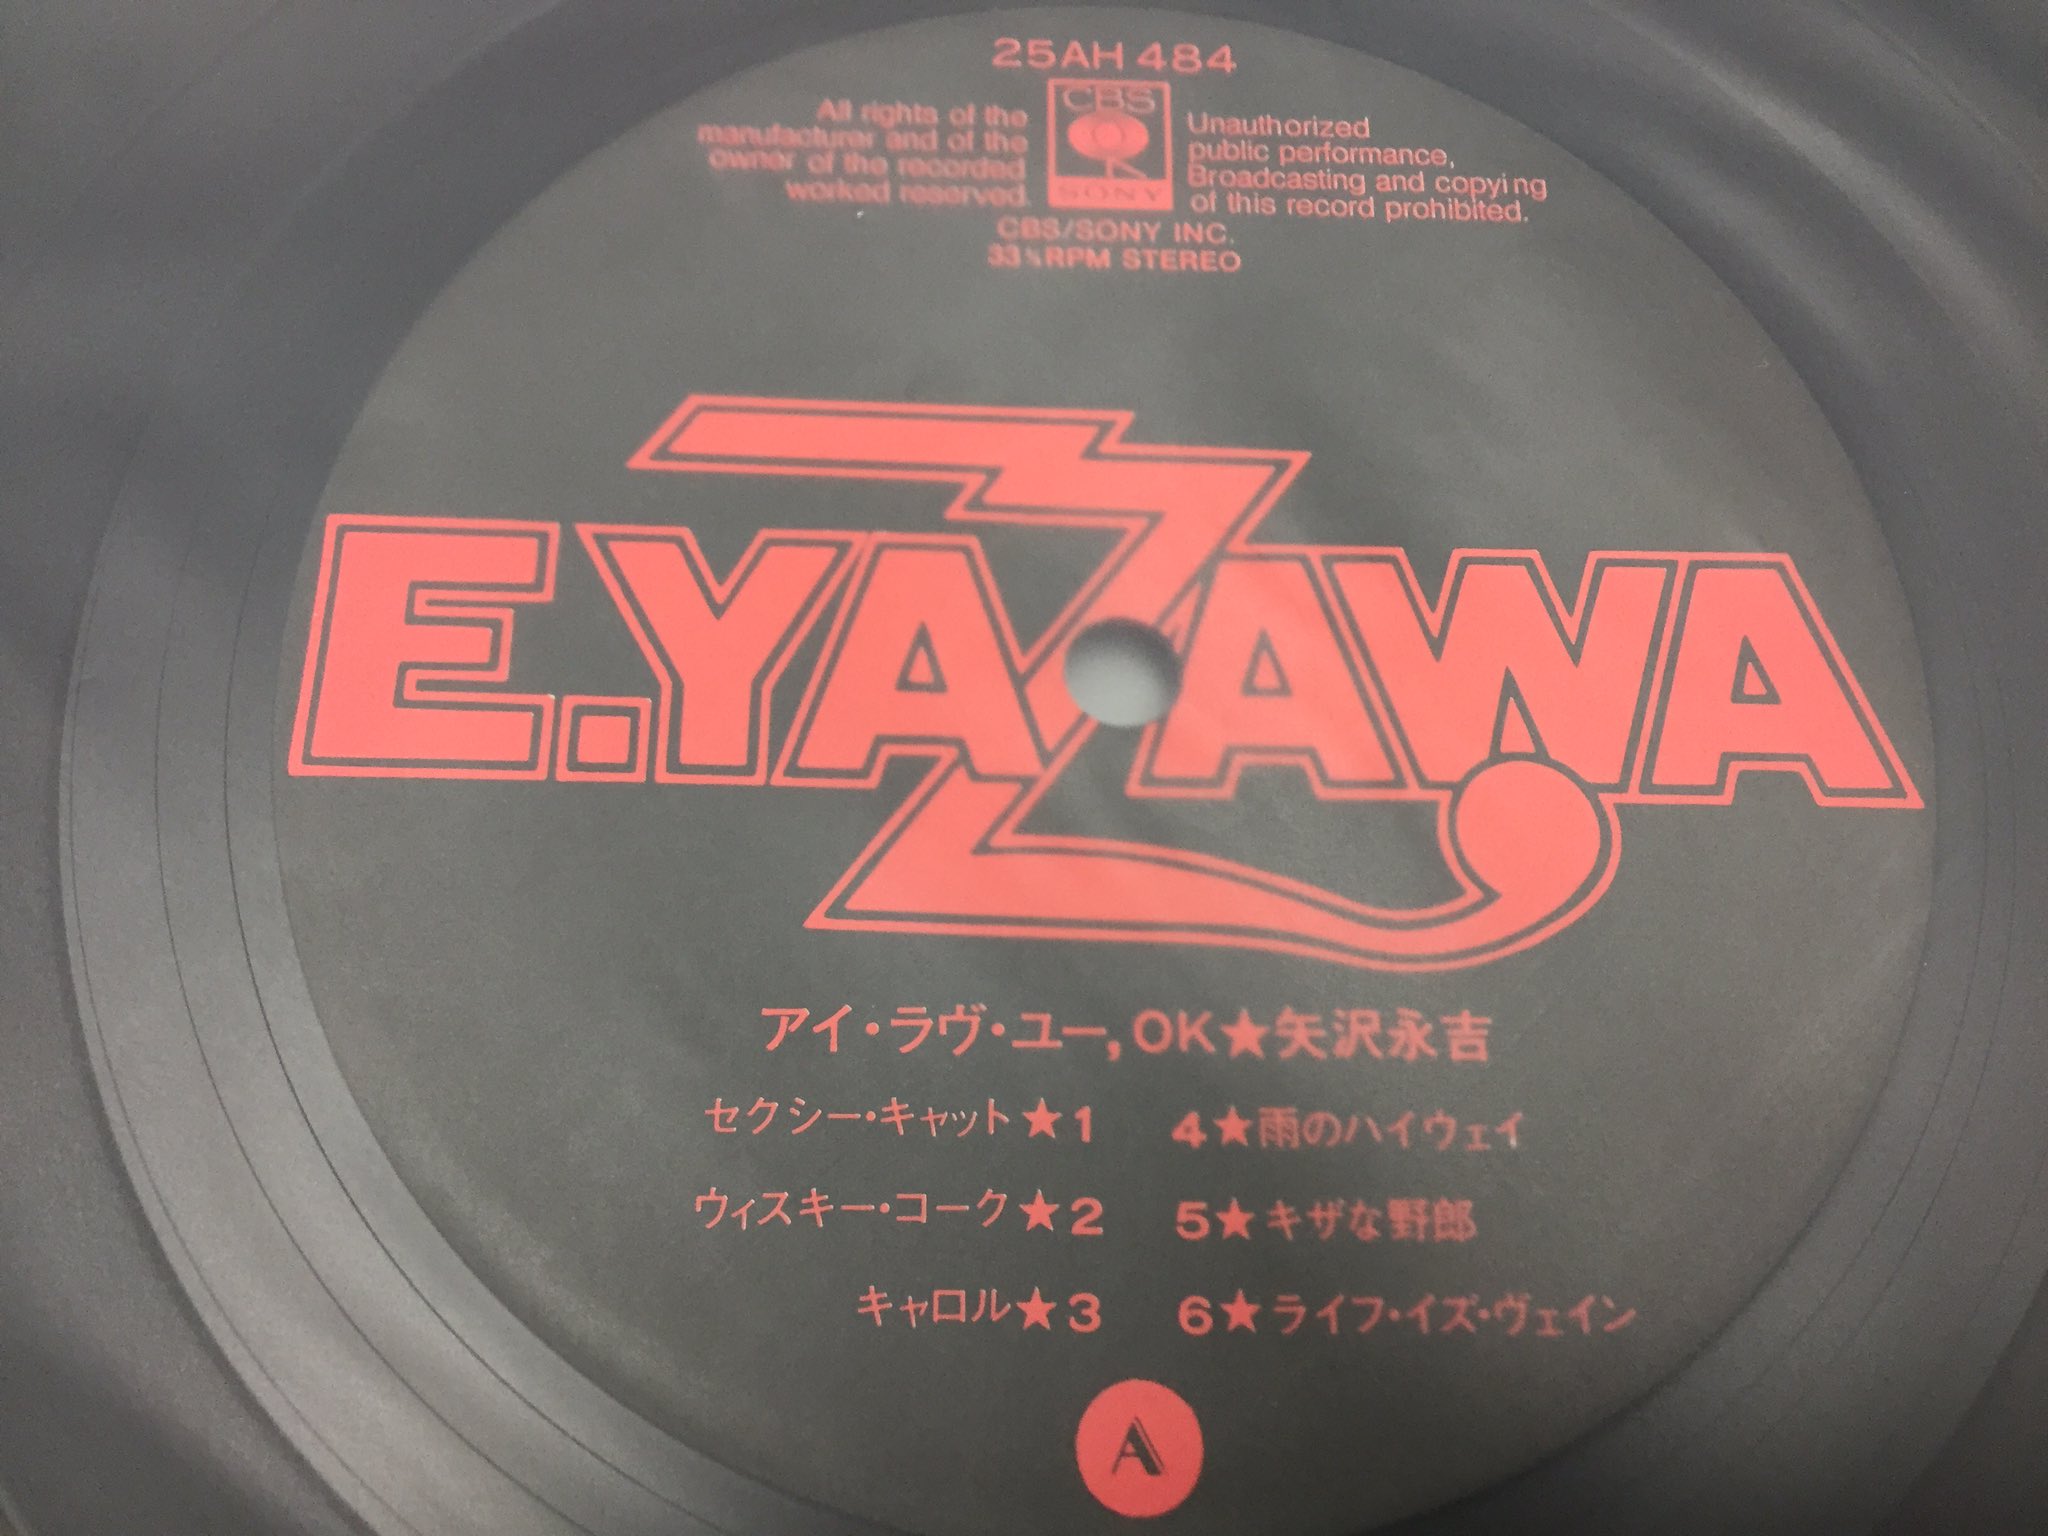 25AH 484
All rights of the
manufacturer and of the
owner of the recorded
worked reserved.
CBS
SONY
Unauthorized
public performance,
Broadcasting and copying
of this record prohibited.
CBS/SONY INC.
33⅓RPM STEREO
E.YAZAWA
アイ・ラヴ・ユー, OK★矢沢永吉
セクシー・キャット★1
ウィスキー・コーク★2
キャロル★3
4★雨のハイウェイ
5★キザな野郎
6★ライフ・イズ・ヴェイン
A